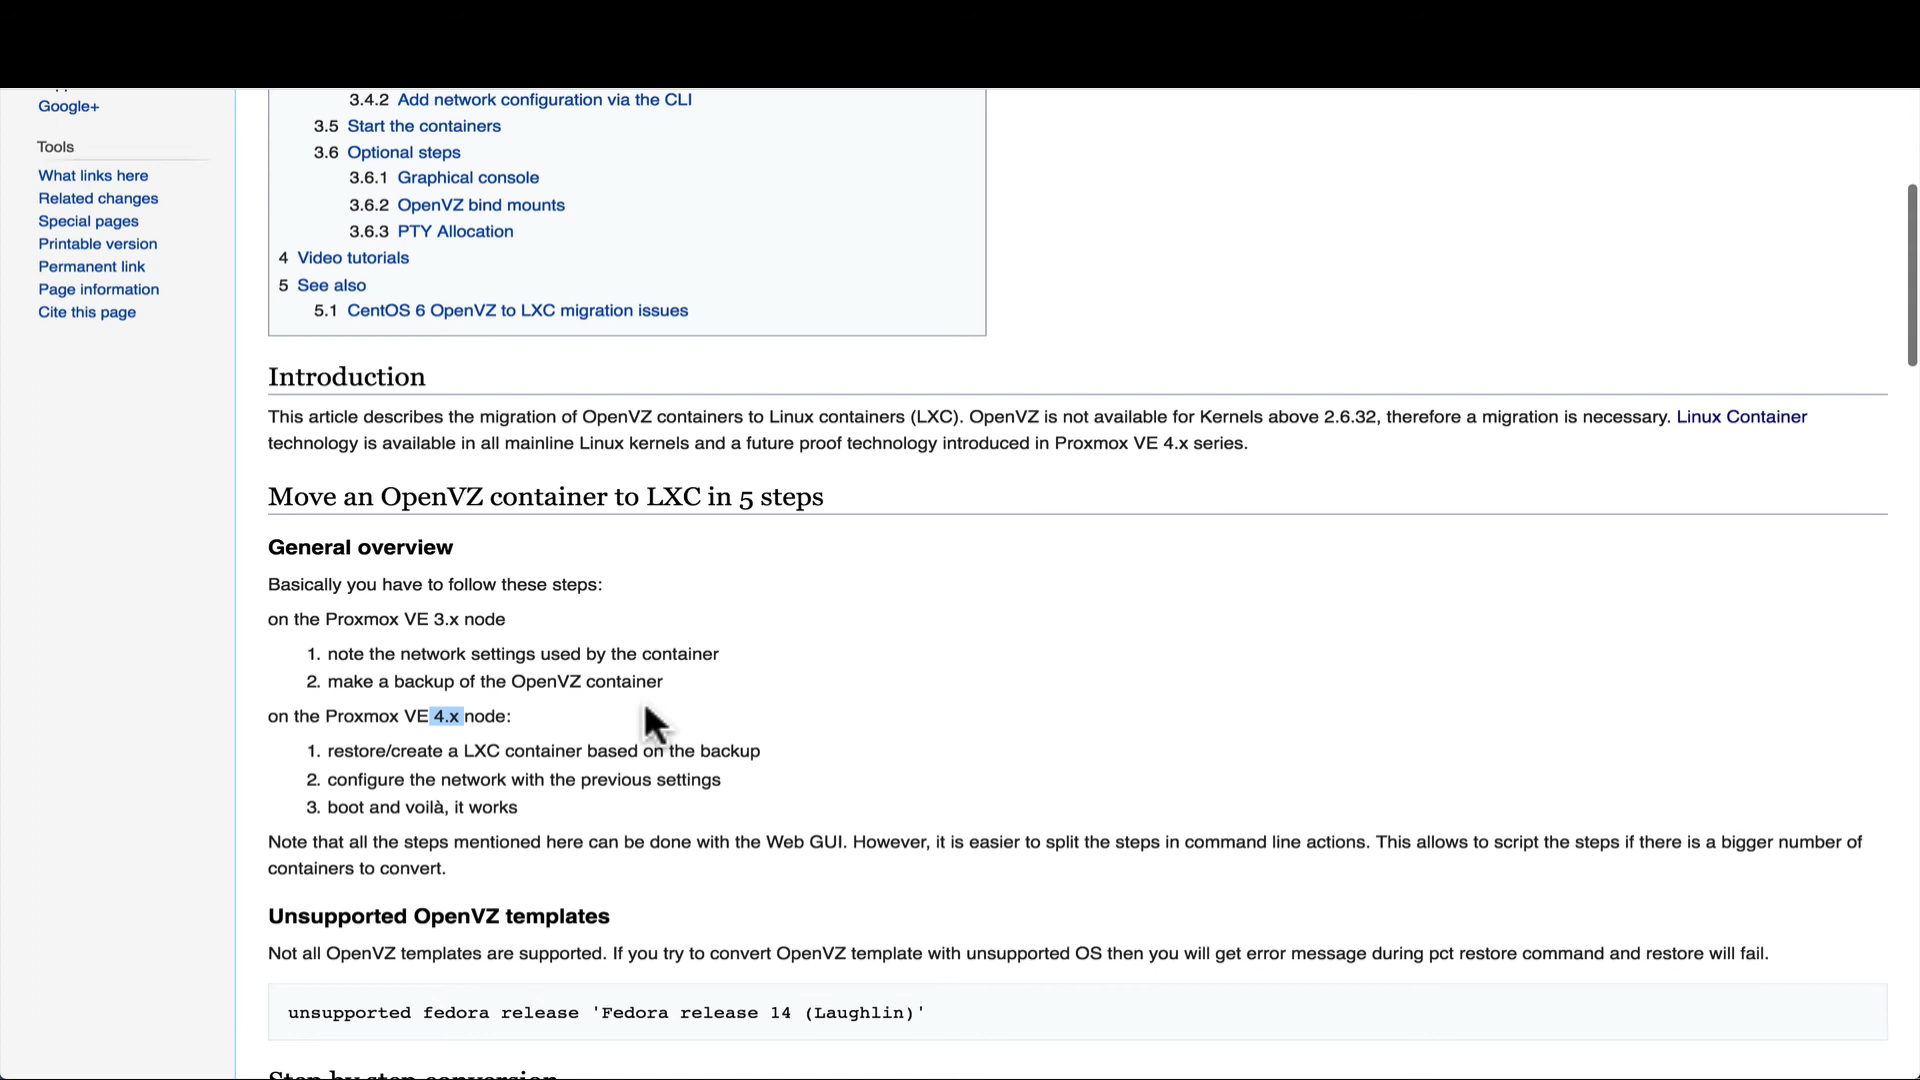 Google+
Tools
What links here
Related changes
Special pages
Printable version
Permanent link
Page information
Cite this page
3.4.2 Add network configuration via the CLI
3.5 Start the containers
3.6 Optional steps
3.6.1 Graphical console
3.6.2 OpenVZ bind mounts
3.6.3 PTY Allocation
4 Video tutorials
5 See also
5.1 CentOS 6 OpenVZ to LXC migration issues
Introduction
This article describes the migration of OpenVZ containers to Linux containers (LXC). OpenVZ is not available for Kernels above 2.6.32, therefore a migration is necessary. Linux Container
technology is available in all mainline Linux kernels and a future proof technology introduced in Proxmox VE 4.x series.
Move an OpenVZ container to LXC in 5 steps
General overview
Basically you have to follow these steps:
on the Proxmox VE 3.x node
1. note the network settings used by the container
2. make a backup of the OpenVZ container
on the Proxmox VE 4.x node:
1. restore/create a LXC container based on the backup
2. configure the network with the previous settings
3. boot and voilà, it works
Note that all the steps mentioned here can be done with the Web GUI. However, it is easier to split the steps in command line actions. This allows to script the steps if there is a bigger number of
containers to convert.
Unsupported OpenVZ templates
Not all OpenVZ templates are supported. If you try to convert OpenVZ template with unsupported OS then you will get error message during pct restore command and restore will fail.
unsupported fedora release 'Fedora release 14 (Laughlin)'
Step by step conversion